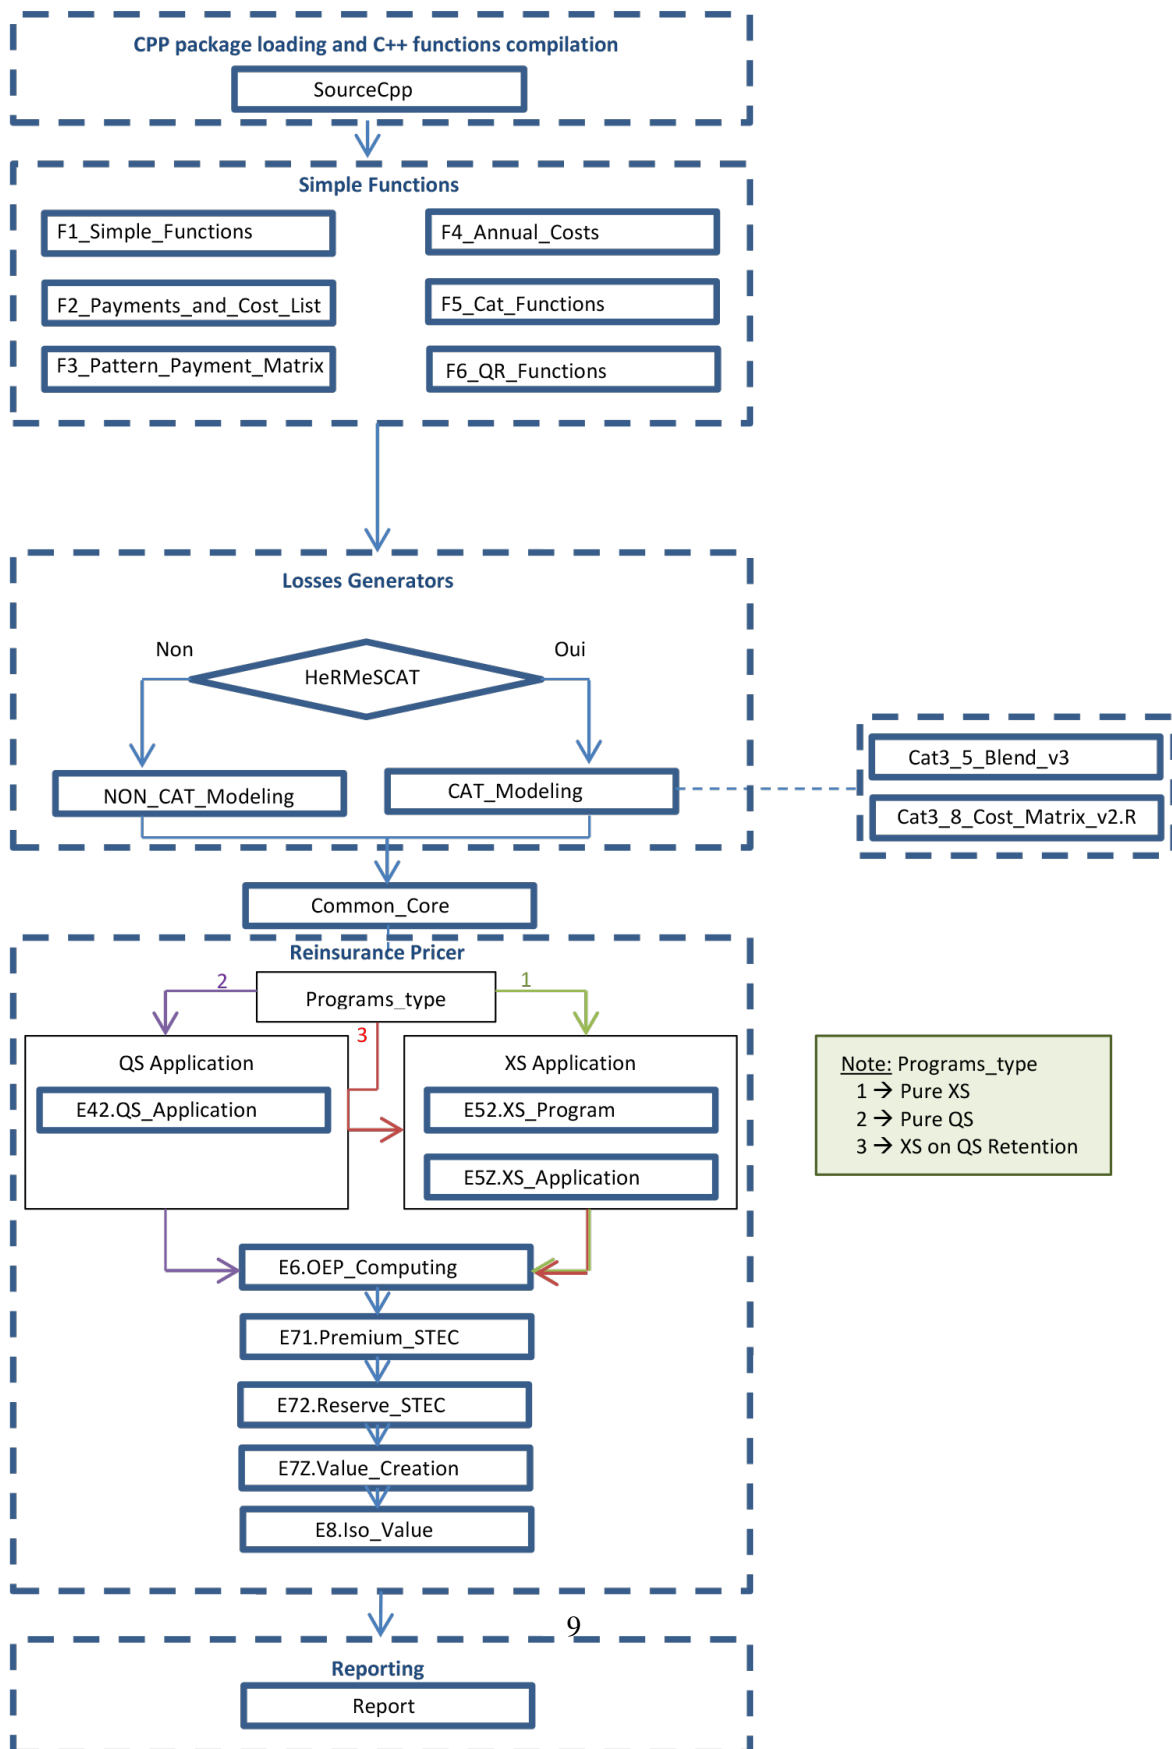 CPP package loading and C++ functions compilation
SourceCpp
Simple Functions
F1_Simple_Functions
F4_Annual_Costs
F2_Payments_and_Cost_List
F5_Cat_Functions
F3_Pattern_Payment_Matrix
F6_QR_Functions
Losses Generators
Non
Oui
HeRMeSCAT
NON_CAT_Modeling
CAT_Modeling
Cat3_5_Blend_v3
Cat3_8_Cost_Matrix_v2.R
Common_Core
Reinsurance Pricer
2
Programs_type
1
3
QS Application
E42.QS_Application
XS Application
E52.XS_Program
E5Z.XS_Application
Note: Programs_type
1 → Pure XS
2 → Pure QS
3 → XS on QS Retention
E6.OEP_Computing
E71.Premium_STEC
E72.Reserve_STEC
E7Z.Value_Creation
E8.Iso_Value
9
Reporting
Report